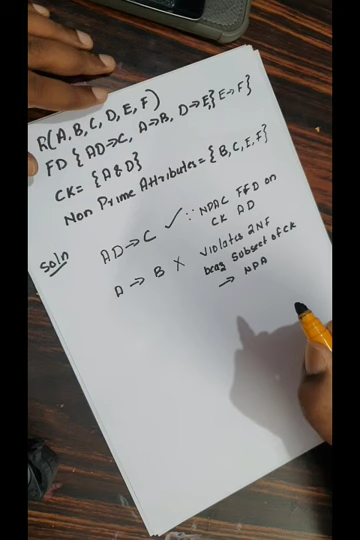 R(A,B,C,D,E,F)
FD {AD→C, A→B, D→E} E→F}
CK= {A&D}
Non Prime Attributes = {B,C,E,F}
Soln
AD→C ✓ ∵ NPAC FFD on
CK AD
A→B × Violates 2NF
Subset of CK
→ NPA